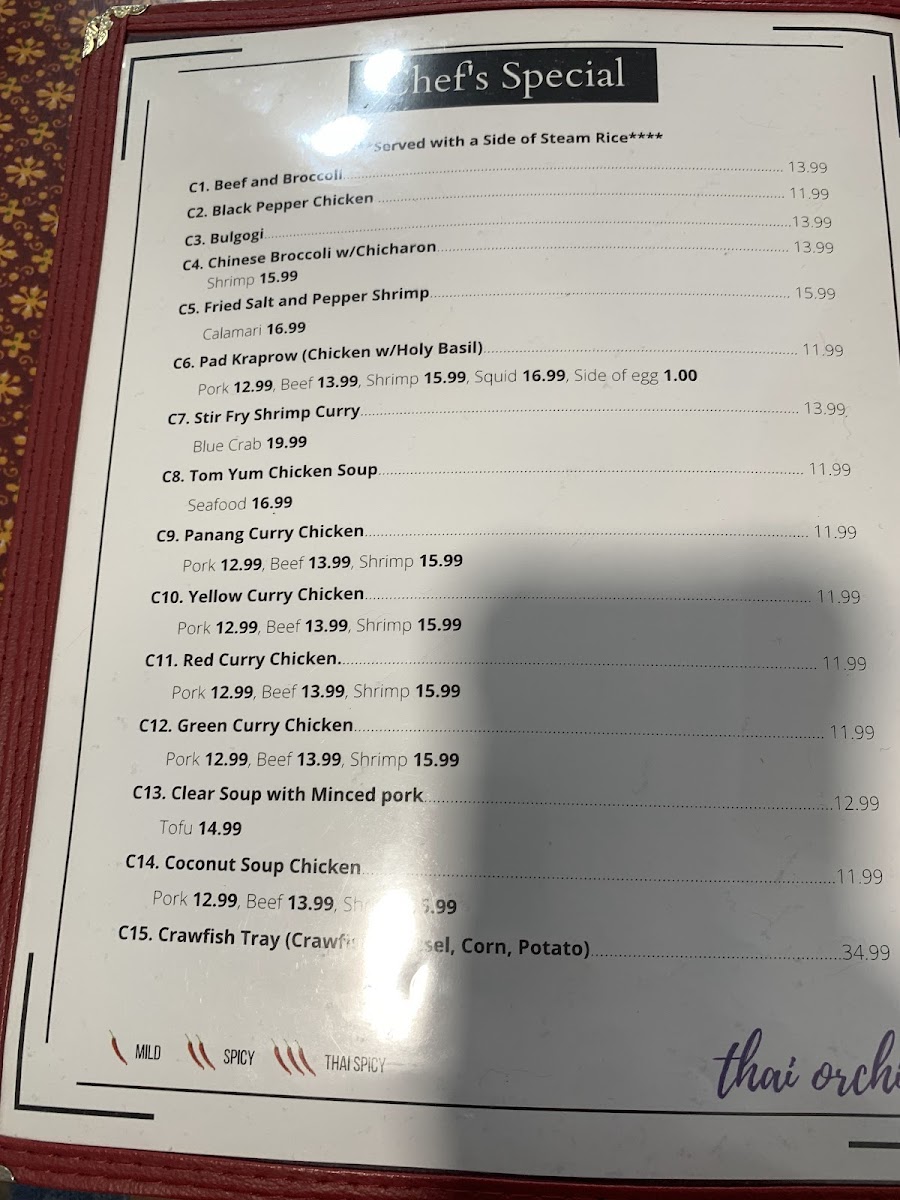 Chef's Special
**Served with a Side of Steam Rice****
C1. Beef and Broccoli 13.99
C2. Black Pepper Chicken 11.99
C3. Bulgogi 13.99
C4. Chinese Broccoli w/Chicharon 13.99
Shrimp 15.99
C5. Fried Salt and Pepper Shrimp 15.99
Calamari 16.99
C6. Pad Kraprow (Chicken w/Holy Basil) 11.99
Pork 12.99, Beef 13.99, Shrimp 15.99, Squid 16.99, Side of egg 1.00
C7. Stir Fry Shrimp Curry 13.99
Blue Crab 19.99
C8. Tom Yum Chicken Soup 11.99
Seafood 16.99
C9. Panang Curry Chicken 11.99
Pork 12.99, Beef 13.99, Shrimp 15.99
C10. Yellow Curry Chicken 11.99
Pork 12.99, Beef 13.99, Shrimp 15.99
C11. Red Curry Chicken. 11.99
Pork 12.99, Beef 13.99, Shrimp 15.99
C12. Green Curry Chicken 11.99
Pork 12.99, Beef 13.99, Shrimp 15.99
C13. Clear Soup with Minced pork 12.99
Tofu 14.99
C14. Coconut Soup Chicken 11.99
Pork 12.99, Beef 13.99,
C15. Crawfish Tray ( Corn, Potato) 34.99
MILD SPICY THAI SPICY
thai orchi